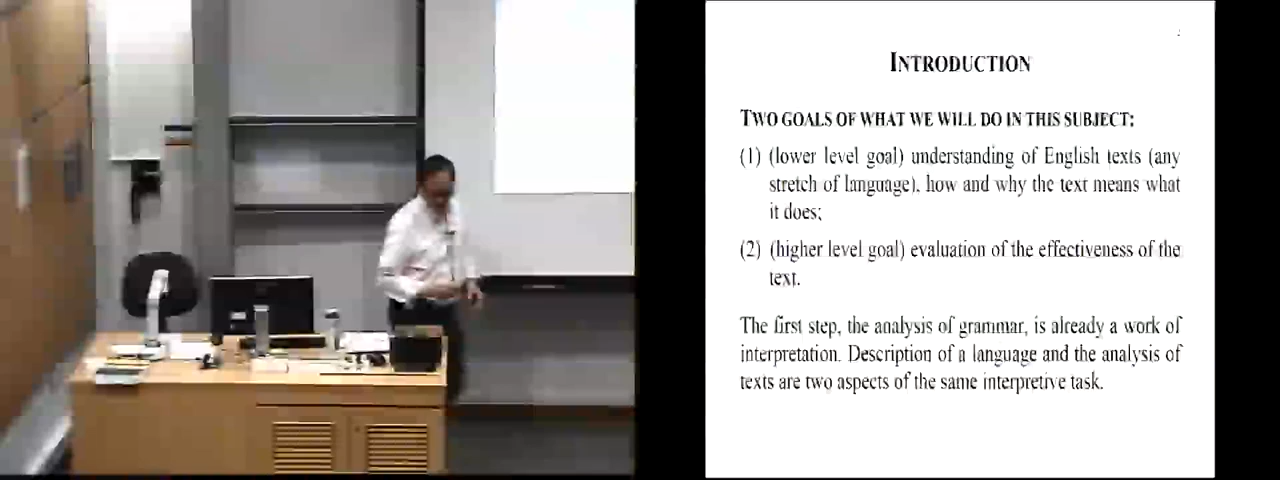 INTRODUCTION
TWO GOALS OF WHAT WE WILL DO IN THIS SUBJECT:
(1) (lower level goal) understanding of English texts (any
stretch of language), how and why the text means what
it does;
(2) (higher level goal) evaluation of the effectiveness of the
text.
The first step, the analysis of grammar, is already a work of
interpretation. Description of a language and the analysis of
texts are two aspects of the same interpretive task.